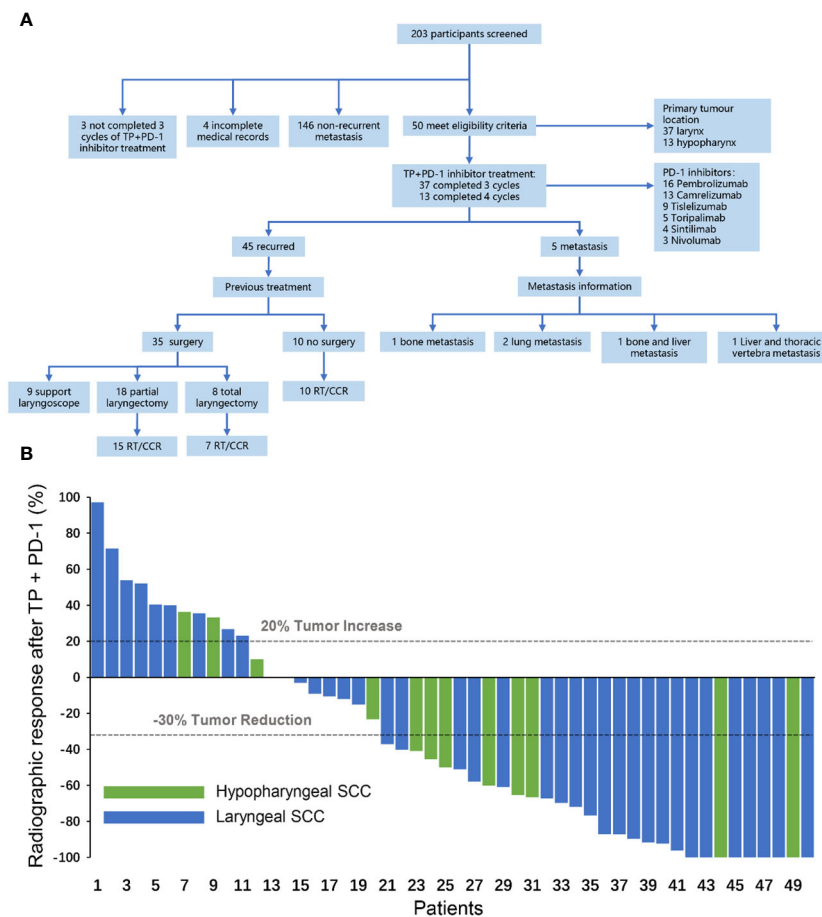 A
203 participants screened
3 not completed 3
cycles of TP+PD-1
inhibitor treatment
4 incomplete
medical records
146 non-recurrent
metastasis
50 meet eligibility criteria
Primary tumour
location
37 larynx
13 hypopharynx
TP+PD-1 inhibitor treatment:
37 completed 3 cycles
13 completed 4 cycles
PD-1 inhibitors:
16 Pembrolizumab
13 Camrelizumab
9 Tislelizumab
5 Toripalimab
4 Sintilimab
3 Nivolumab
45 recurred
5 metastasis
Previous treatment
Metastasis information
35 surgery
10 no surgery
1 bone metastasis
2 lung metastasis
1 bone and liver
metastasis
1 Liver and thoracic
vertebra metastasis
9 support
laryngoscope
18 partial
laryngectomy
8 total
laryngectomy
10 RT/CCR
15 RT/CCR
7 RT/CCR
B
Radiographic response after TP + PD-1 (%)
100
80
60
40
20
0
-20
-40
-60
-80
-100
20% Tumor Increase
-30% Tumor Reduction
Hypopharyngeal SCC
Laryngeal SCC
1 3 5 7 9 11 13 15 17 19 21 23 25 27 29 31 33 35 37 39 41 43 45 47 49
Patients